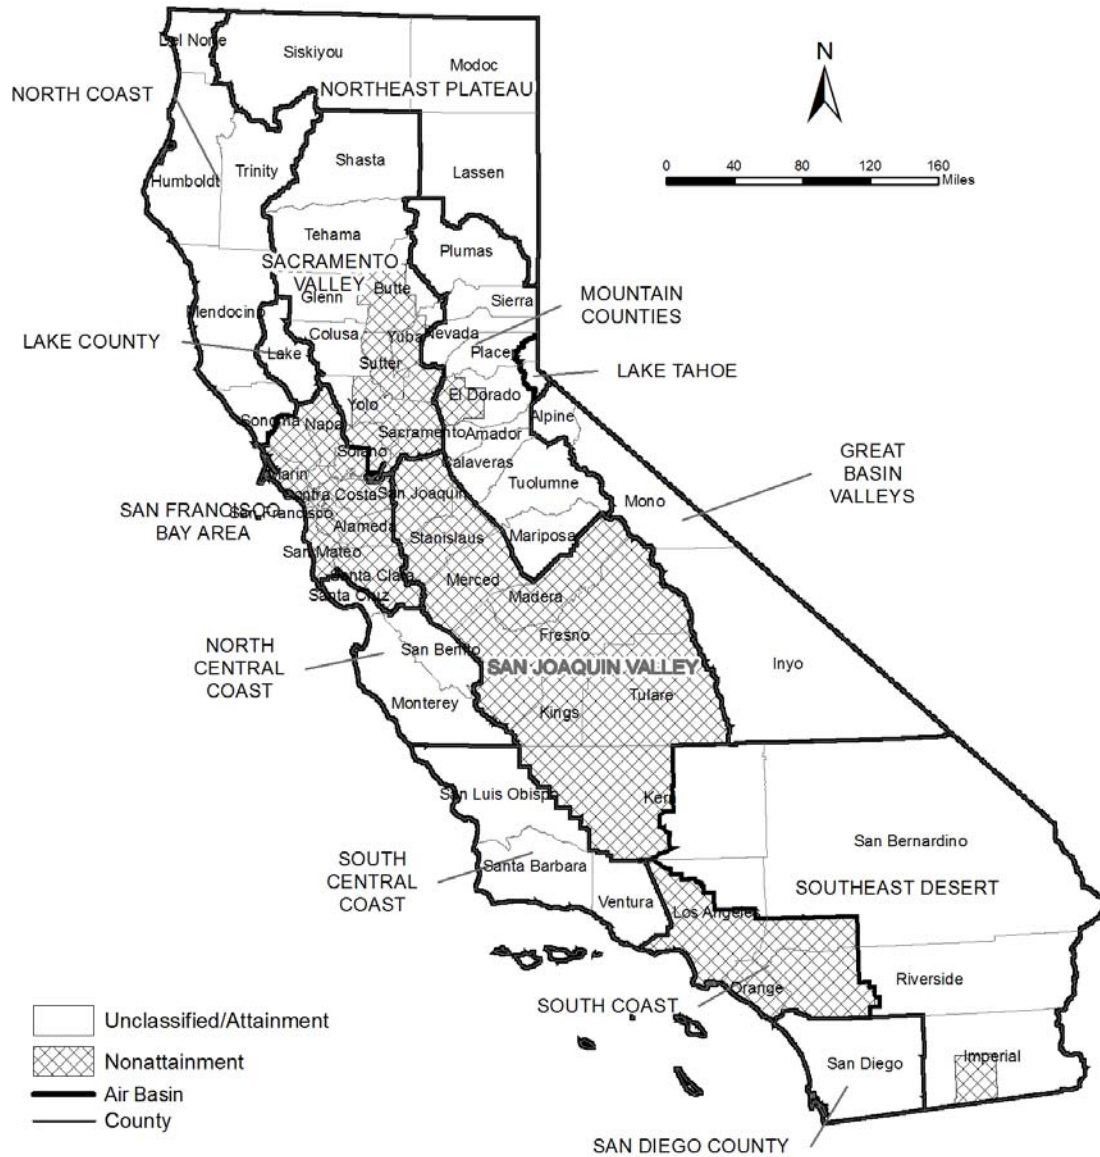 Del Norte
Siskiyou
Modoc
N
NORTHEAST PLATEAU
NORTH COAST
Shasta
Trinity
Humboldt
Lassen
0 40 80 120 160
Miles
Tehama
Plumas
SACRAMENTO
VALLEY
Butte
Glenn
Sierra
MOUNTAIN
COUNTIES
Mendocino
Colusa
Yuba
Nevada
LAKE COUNTY
Lake
Sutter
Placer
LAKE TAHOE
El Dorado
Yolo
Sonoma
Napa
Alpine
Sacramento
Amador
Solano
Calaveras
GREAT
BASIN
VALLEYS
Marin
Contra Costa
San Joaquin
Tuolumne
Mono
SAN FRANCISCO
BAY AREA
San Francisco
Alameda
Stanislaus
Mariposa
San Mateo
Santa Clara
Merced
Santa Cruz
Madera
Fresno
NORTH
CENTRAL
COAST
San Benito
SAN JOAQUIN VALLEY
Inyo
Monterey
Kings
Tulare
San Luis Obispo
Kern
San Bernardino
SOUTH
CENTRAL
COAST
Santa Barbara
SOUTHEAST DESERT
Ventura
Los Angeles
Riverside
SOUTH COAST
Orange
Unclassified/Attainment
Nonattainment
Air Basin
County
San Diego
Imperial
SAN DIEGO COUNTY